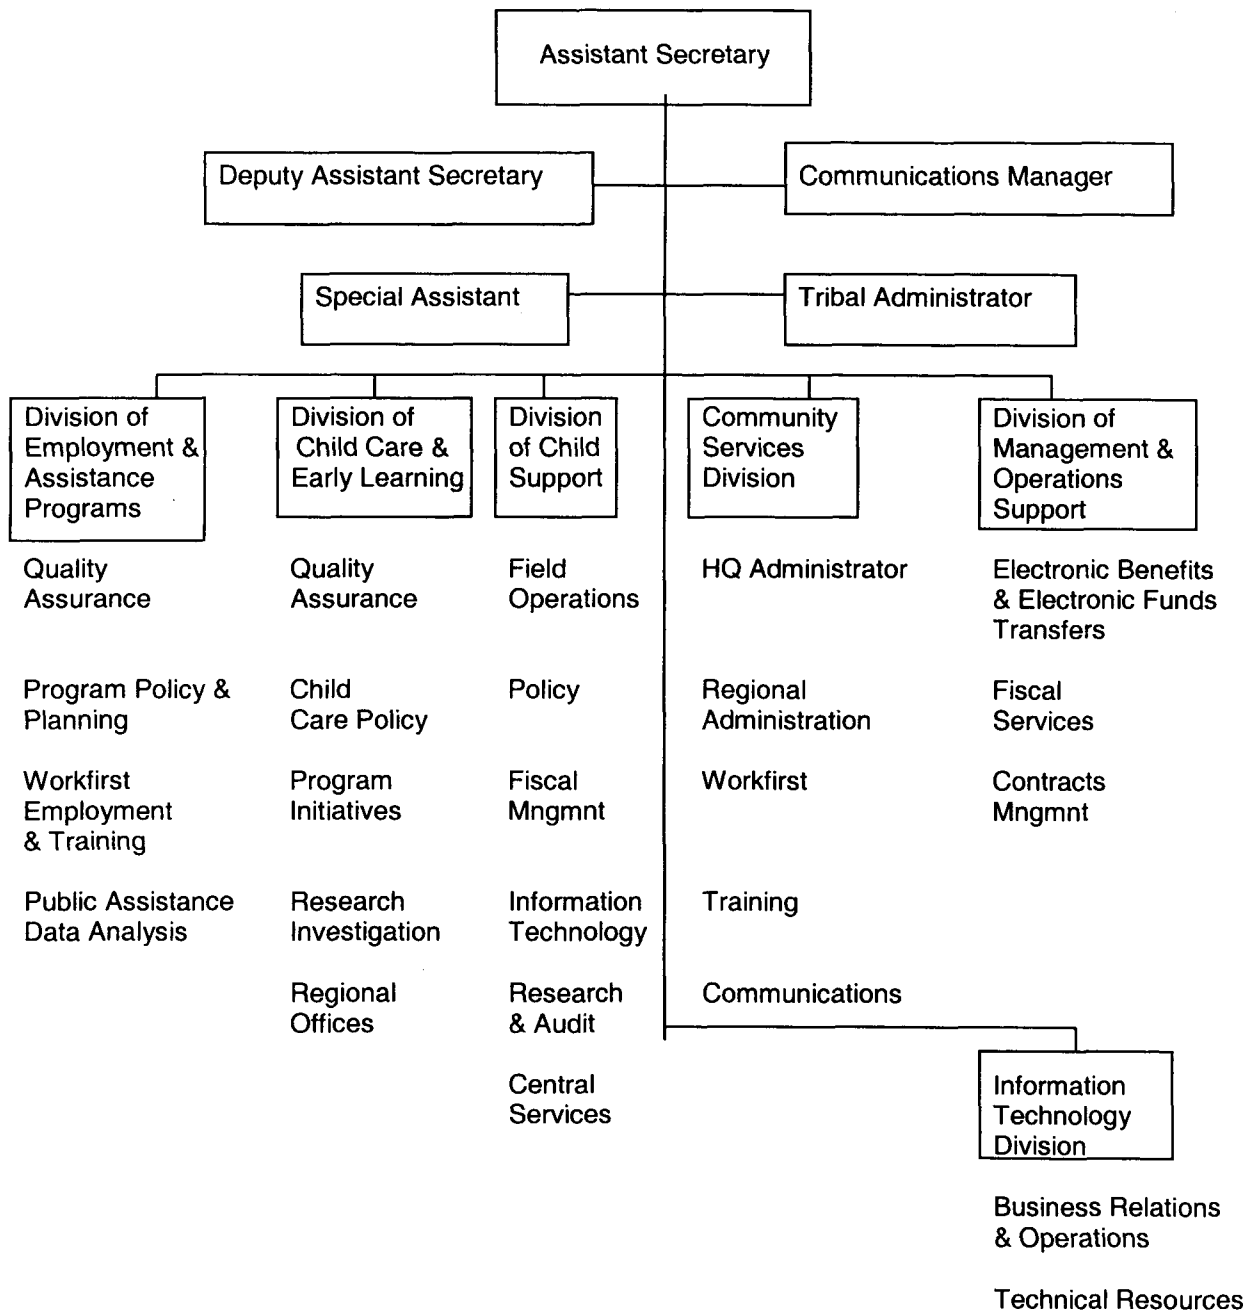 Assistant Secretary
Deputy Assistant Secretary
Communications Manager
Special Assistant
Tribal Administrator
Division of
Employment &
Assistance
Programs
Quality
Assurance
Program Policy &
Planning
Workfirst
Employment
& Training
Public Assistance
Data Analysis
Division of
Child Care &
Early Learning
Quality
Assurance
Child
Care Policy
Program
Initiatives
Research
Investigation
Regional
Offices
Division
of Child
Support
Field
Operations
Policy
Fiscal
Mngmnt
Information
Technology
Research
& Audit
Central
Services
Community
Services
Division
HQ Administrator
Regional
Administration
Workfirst
Training
Communications
Division of
Management &
Operations
Support
Electronic Benefits
& Electronic Funds
Transfers
Fiscal
Services
Contracts
Mngmnt
Information
Technology
Division
Business Relations
& Operations
Technical Resources